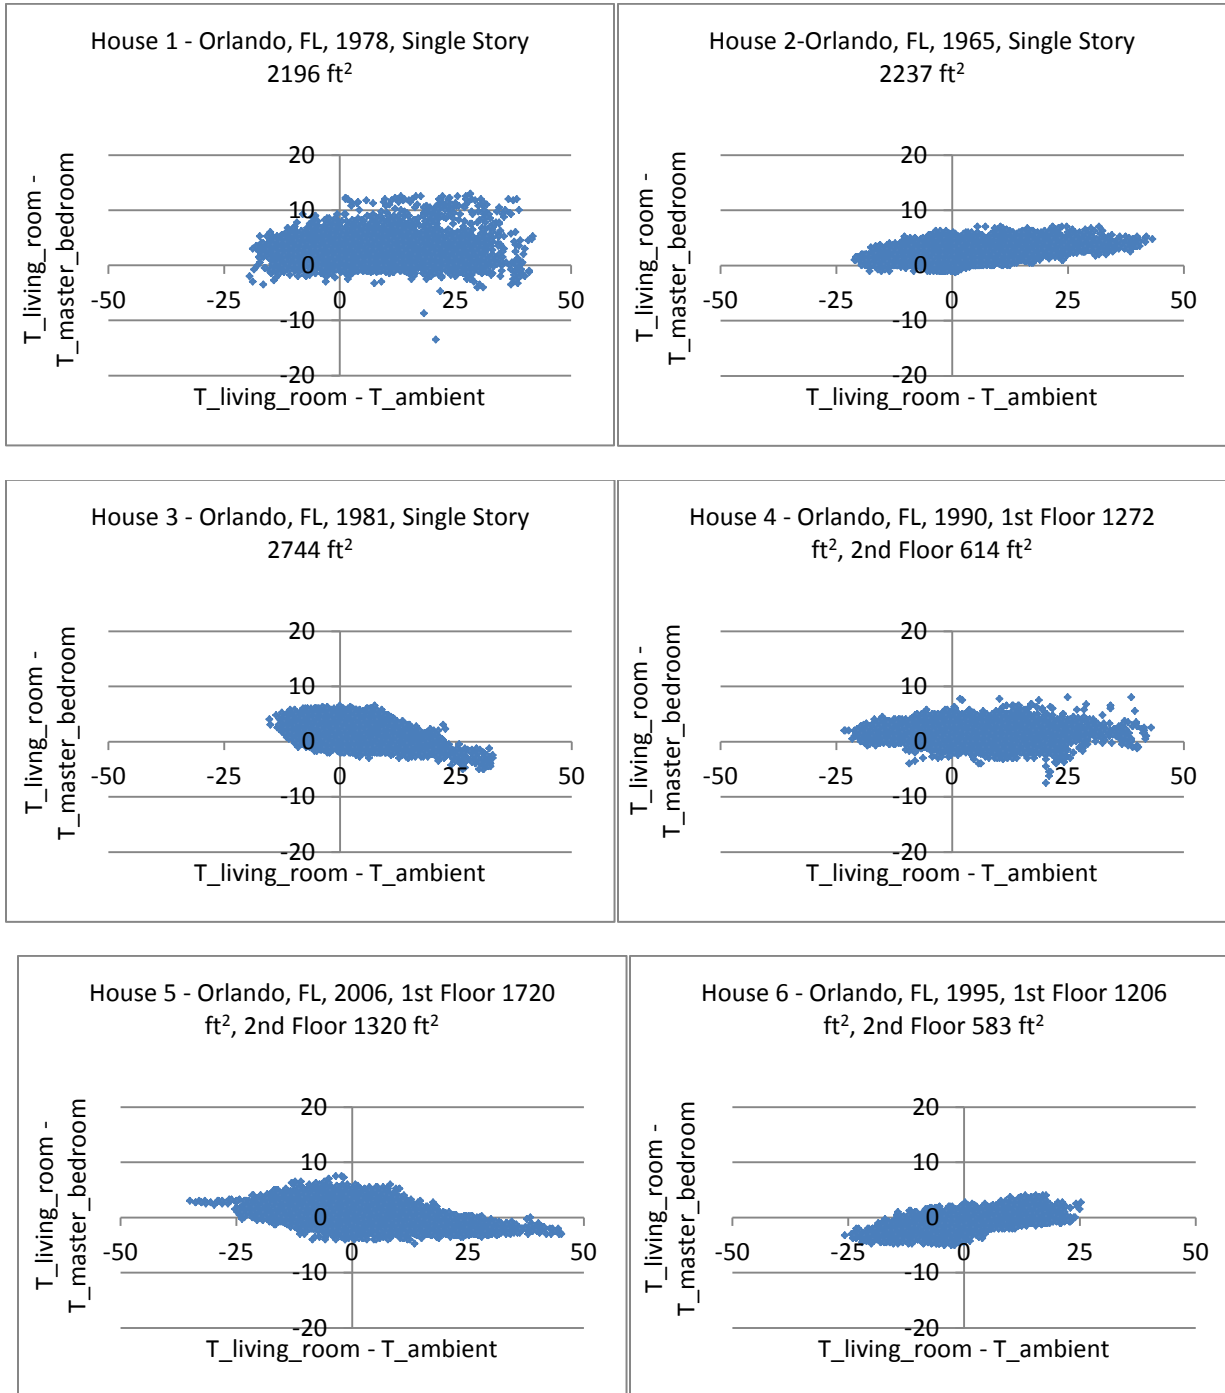 House 1 - Orlando, FL, 1978, Single Story
2196 ft²
20
10
0
-50
-25
0
25
50
-10
-20
T_living_room -
T_master_bedroom
T_living_room - T_ambient
House 2-Orlando, FL, 1965, Single Story
2237 ft²
20
10
0
-50
-25
0
25
50
-10
-20
T_living_room -
T_master_bedroom
T_living_room - T_ambient
House 3 - Orlando, FL, 1981, Single Story
2744 ft²
20
10
0
-50
-25
0
25
50
-10
-20
T_livng_room -
T_master_bedroom
T_living_room - T_ambient
House 4 - Orlando, FL, 1990, 1st Floor 1272
ft², 2nd Floor 614 ft²
20
10
0
-50
-25
0
25
50
-10
-20
T_living_room -
T_master_bedroom
T_living_room - T_ambient
House 5 - Orlando, FL, 2006, 1st Floor 1720
ft², 2nd Floor 1320 ft²
20
10
0
-50
-25
0
25
50
-10
-20
T_living_room -
T_master_bedroom
T_living_room - T_ambient
House 6 - Orlando, FL, 1995, 1st Floor 1206
ft², 2nd Floor 583 ft²
20
10
0
-50
-25
0
25
50
-10
-20
T_living_room -
T_master_bedroom
T_living_room - T_ambient